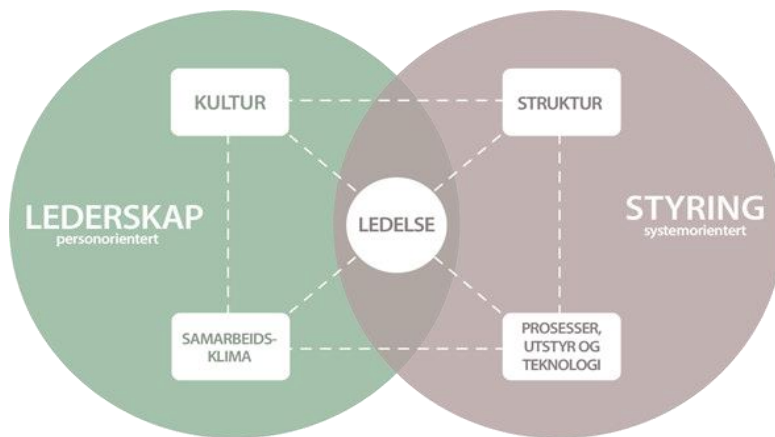 KULTUR
STRUKTUR
LEDERSKAP
personorientert
LEDELSE
STYRING
systemorientert
SAMARBEIDS-
KLIMA
PROSESSER,
UTSTYR OG
TEKNOLOGI